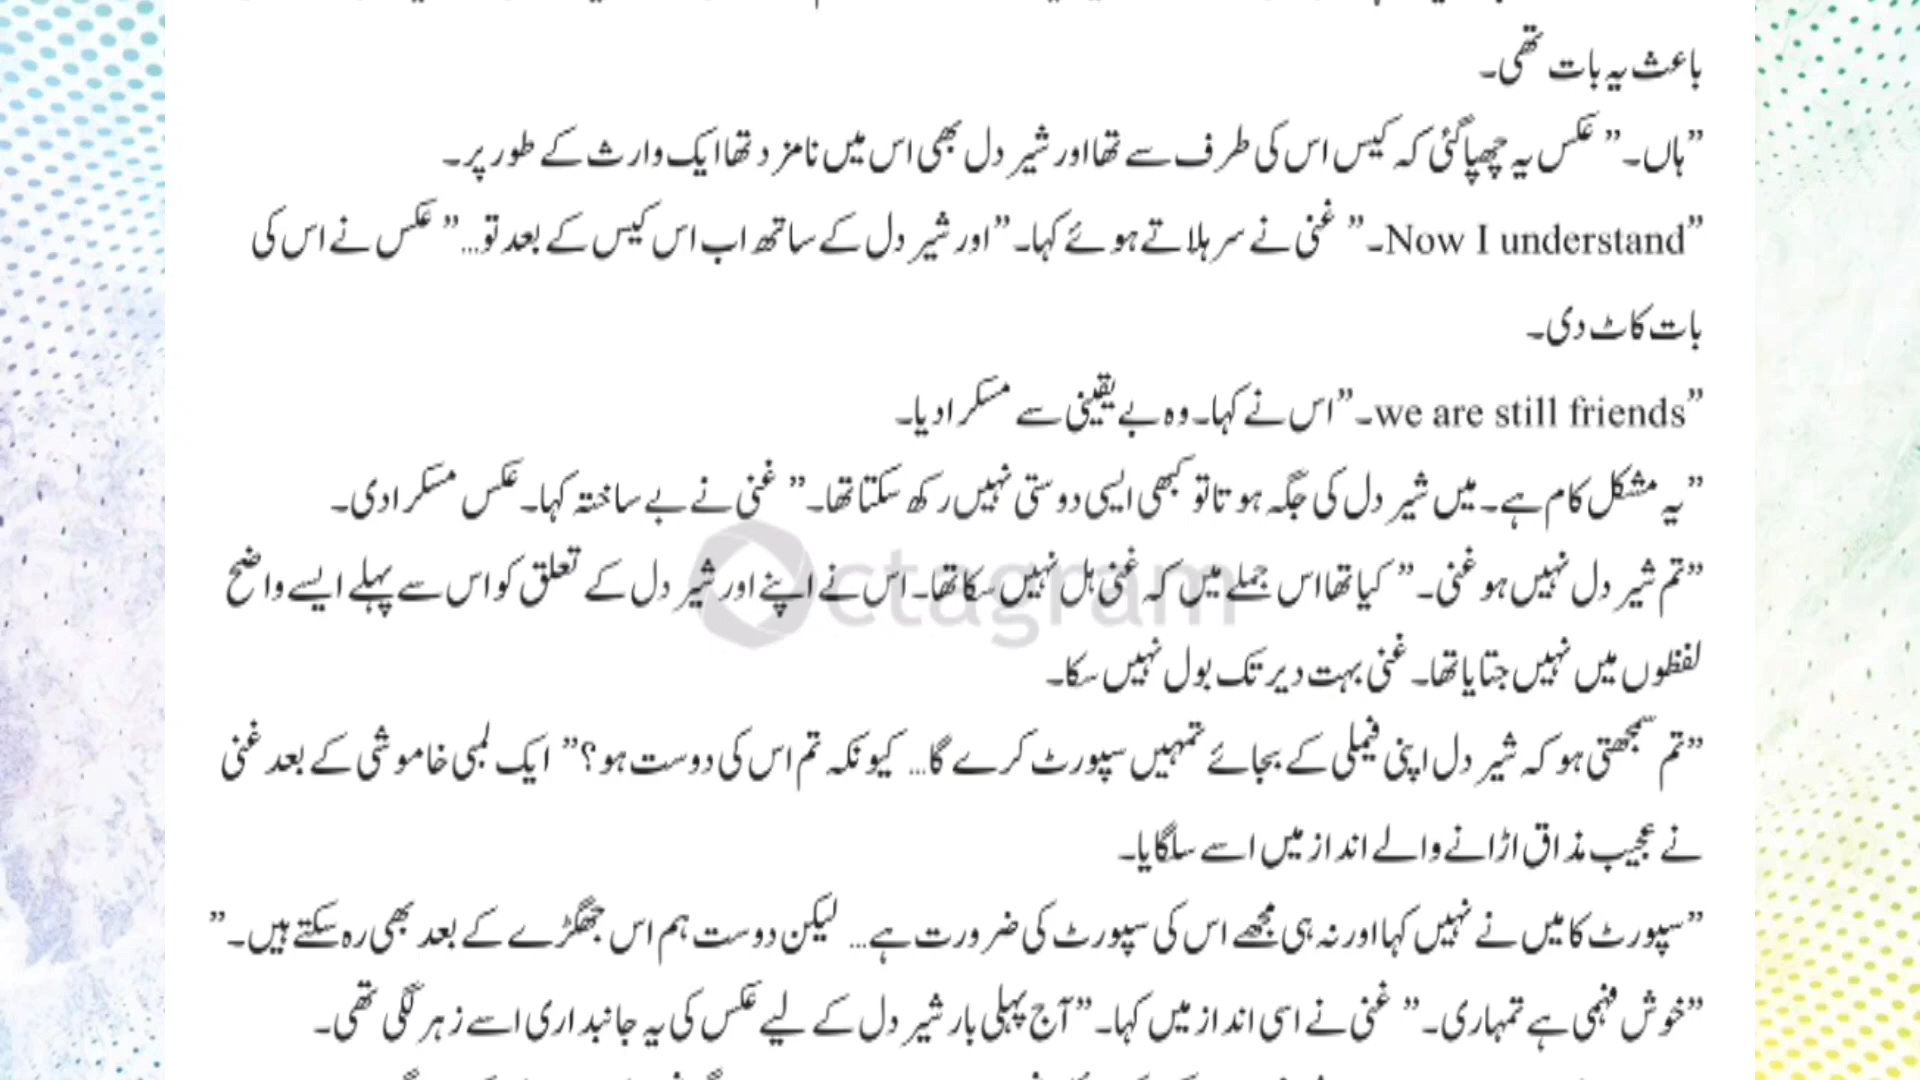 باعث یہ بات تھی۔
”ہاں۔” عکس یہ چھپا گئی کہ کیس اس کی طرف سے تھا اور شیر دل بھی اس میں نامزد تھا ایک وارث کے طور پر۔
”Now I understand۔” غنی نے سر ہلاتے ہوئے کہا۔ ”اور شیر دل کے ساتھ اب اس کیس کے بعد تو…” عکس نے اس کی
بات کاٹ دی۔
”we are still friends۔” اس نے کہا۔ وہ بے یقینی سے مسکرا دیا۔
”یہ مشکل کام ہے۔ میں شیر دل کی جگہ ہوتا تو کبھی ایسی دوستی نہیں رکھ سکتا تھا۔” غنی نے بے ساختہ کہا۔ عکس مسکرا دی۔
”تم شیر دل نہیں ہو غنی۔” کیا تھا اس جملے میں کہ غنی ہل نہیں سکا تھا۔ اس نے اپنے اور شیر دل کے تعلق کو اس سے پہلے ایسے واضح
لفظوں میں نہیں جتایا تھا۔ غنی بہت دیر تک بول نہیں سکا۔
”تم سمجھتی ہو کہ شیر دل اپنی فیملی کے بجائے تمہیں سپورٹ کرے گا… کیونکہ تم اس کی دوست ہو؟” ایک لمبی خاموشی کے بعد غنی
نے عجیب مذاق اڑانے والے انداز میں اسے سلگایا۔
”سپورٹ کا میں نے نہیں کہا اور نہ ہی مجھے اس کی سپورٹ کی ضرورت ہے… لیکن دوست ہم اس جھگڑے کے بعد بھی رہ سکتے ہیں۔”
”خوش فہمی ہے تمہاری۔” غنی نے اسی انداز میں کہا۔ ”آج پہلی بار شیر دل کے لیے عکس کی یہ جانبداری اسے زہر لگی تھی۔
ctagram